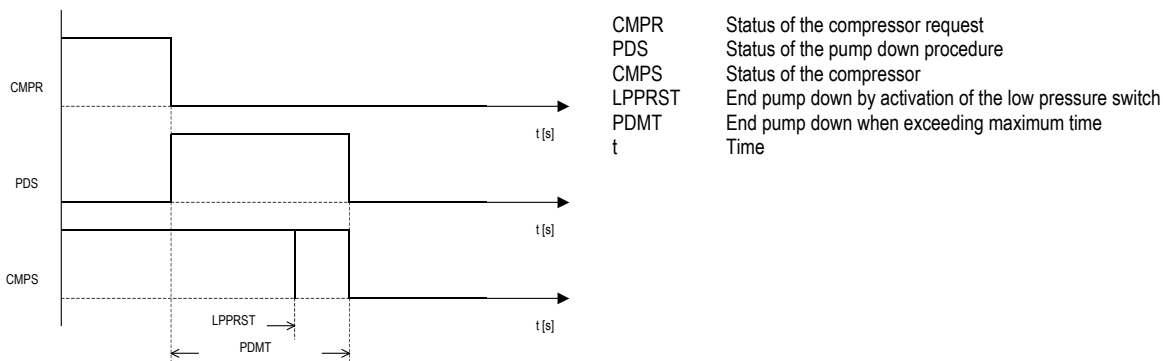 CMPR
t [s]
PDS
t [s]
CMPS
LPPRST
t [s]
PDMT
CMPR Status of the compressor request
PDS Status of the pump down procedure
CMPS Status of the compressor
LPPRST End pump down by activation of the low pressure switch
PDMT End pump down when exceeding maximum time
t Time